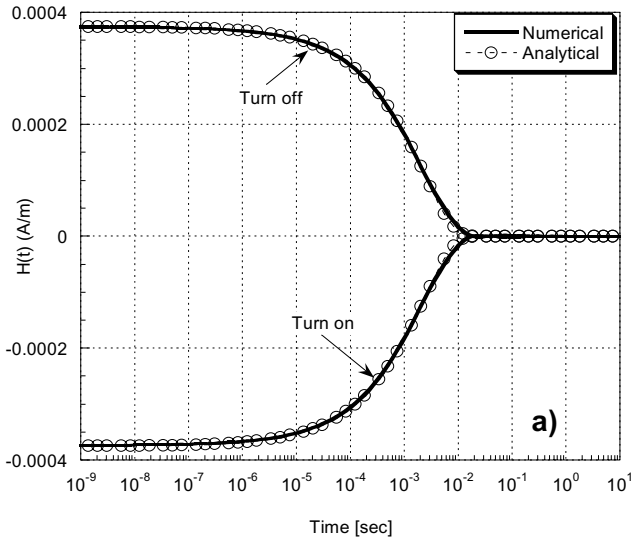 0.0004
0.0002
0
-0.0002
-0.0004
H(t) (A/m)
Numerical
Analytical
Turn off
Turn on
a)
10⁻⁹ 10⁻⁸ 10⁻⁷ 10⁻⁶ 10⁻⁵ 10⁻⁴ 10⁻³ 10⁻² 10⁻¹ 10⁰ 10¹
Time [sec]